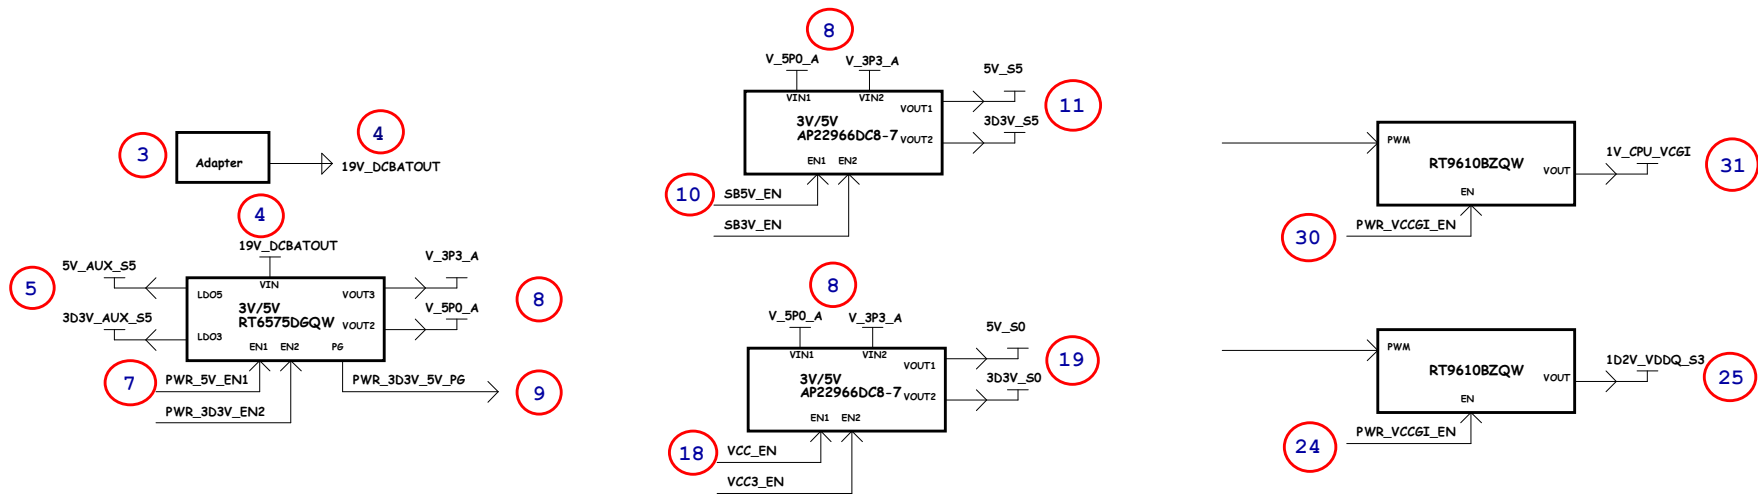 3
Adapter
4
19V_DCBATOUT
4
19V_DCBATOUT
5
5V_AUX_S5
3D3V_AUX_S5
LDO5
LDO3
VIN
3V/5V
RT6575DGQW
VOUT3
VOUT2
EN1
EN2
PG
V_3P3_A
V_5P0_A
8
7
PWR_5V_EN1
PWR_3D3V_EN2
PWR_3D3V_5V_PG
9
8
V_5P0_A
V_3P3_A
VIN1
VIN2
3V/5V
AP22966DC8-7
VOUT1
VOUT2
EN1
EN2
5V_S5
3D3V_S5
11
10
SB5V_EN
SB3V_EN
8
V_5P0_A
V_3P3_A
VIN1
VIN2
3V/5V
AP22966DC8-7
VOUT1
VOUT2
EN1
EN2
5V_S0
3D3V_S0
19
18
VCC_EN
VCC3_EN
PWM
RT9610BZQW
VOUT
EN
1V_CPU_VCGI
31
30
PWR_VCCGI_EN
PWM
RT9610BZQW
VOUT
EN
1D2V_VDDQ_S3
25
24
PWR_VCCGI_EN